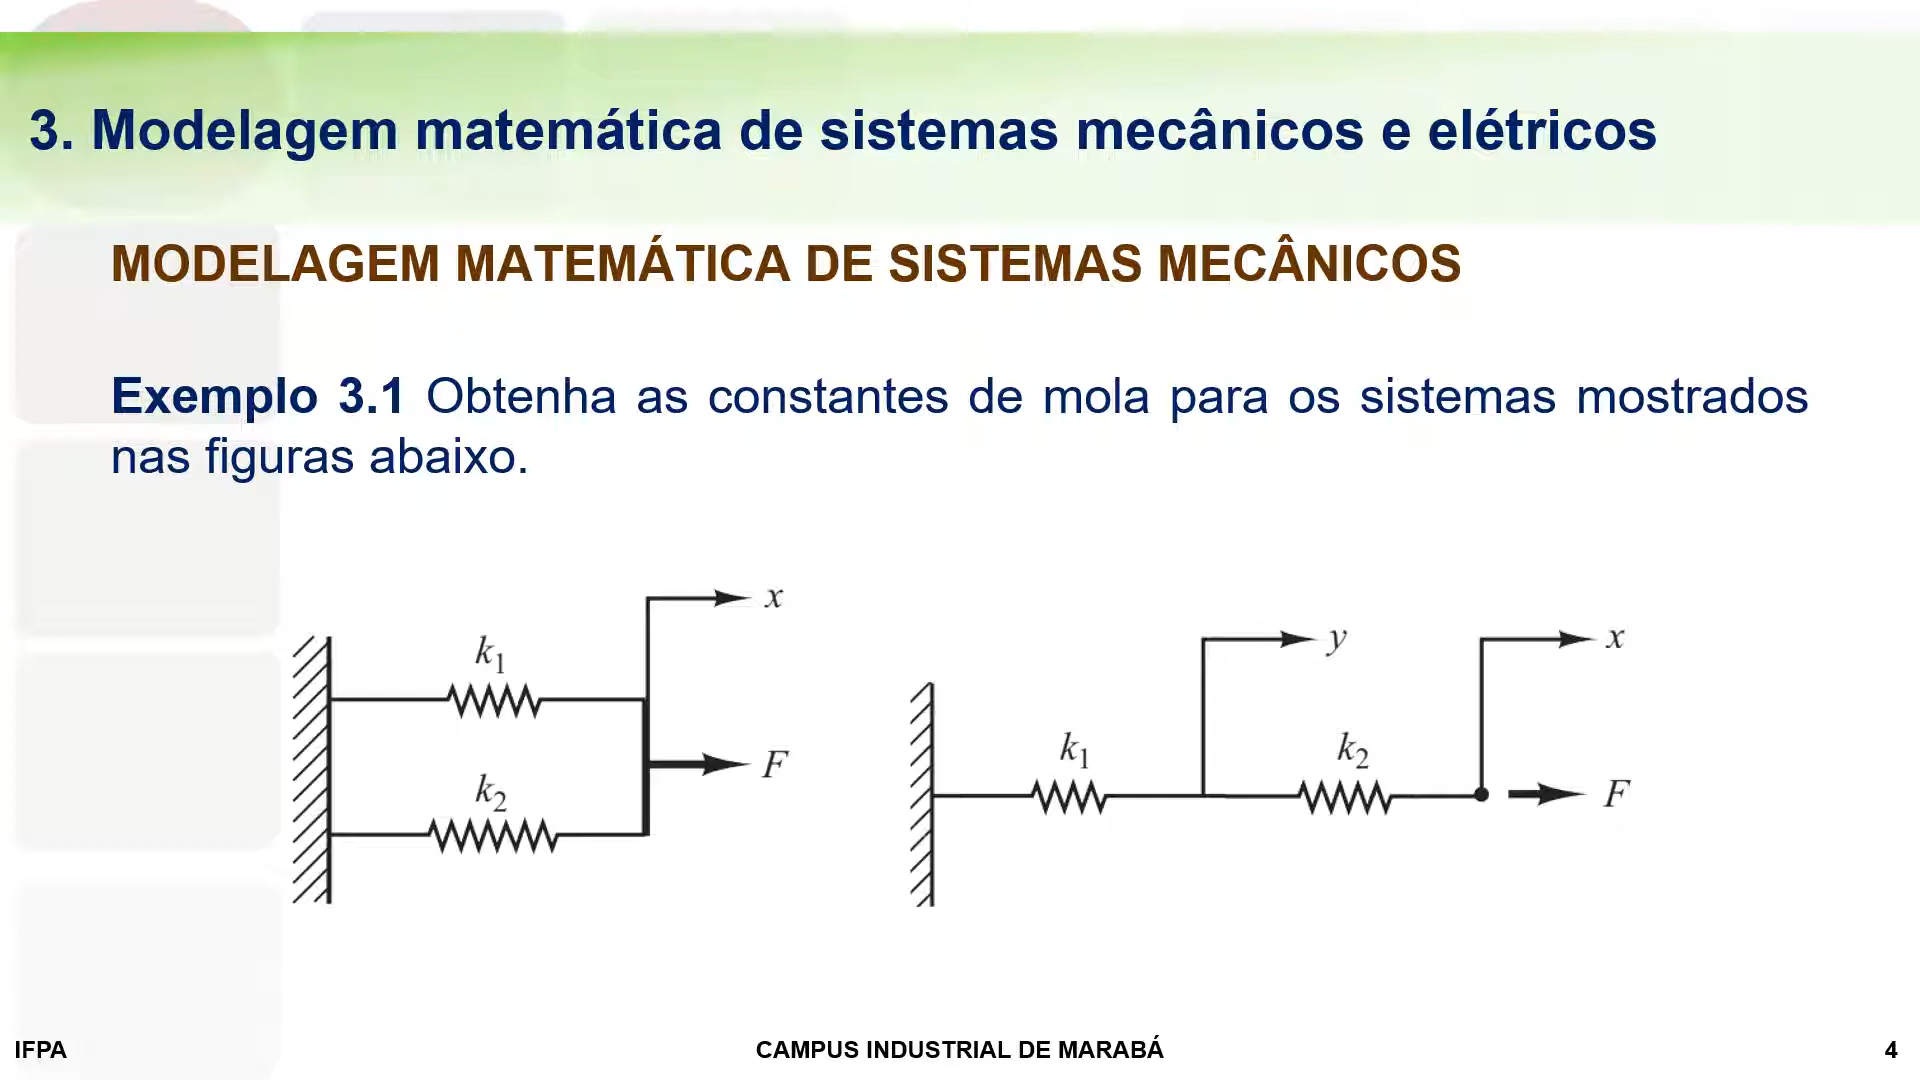 3. Modelagem matemática de sistemas mecânicos e elétricos
MODELAGEM MATEMÁTICA DE SISTEMAS MECÂNICOS
Exemplo 3.1 Obtenha as constantes de mola para os sistemas mostrados
nas figuras abaixo.
x
k1
F
k2
y
x
k1
k2
F
IFPA
CAMPUS INDUSTRIAL DE MARABÁ
4